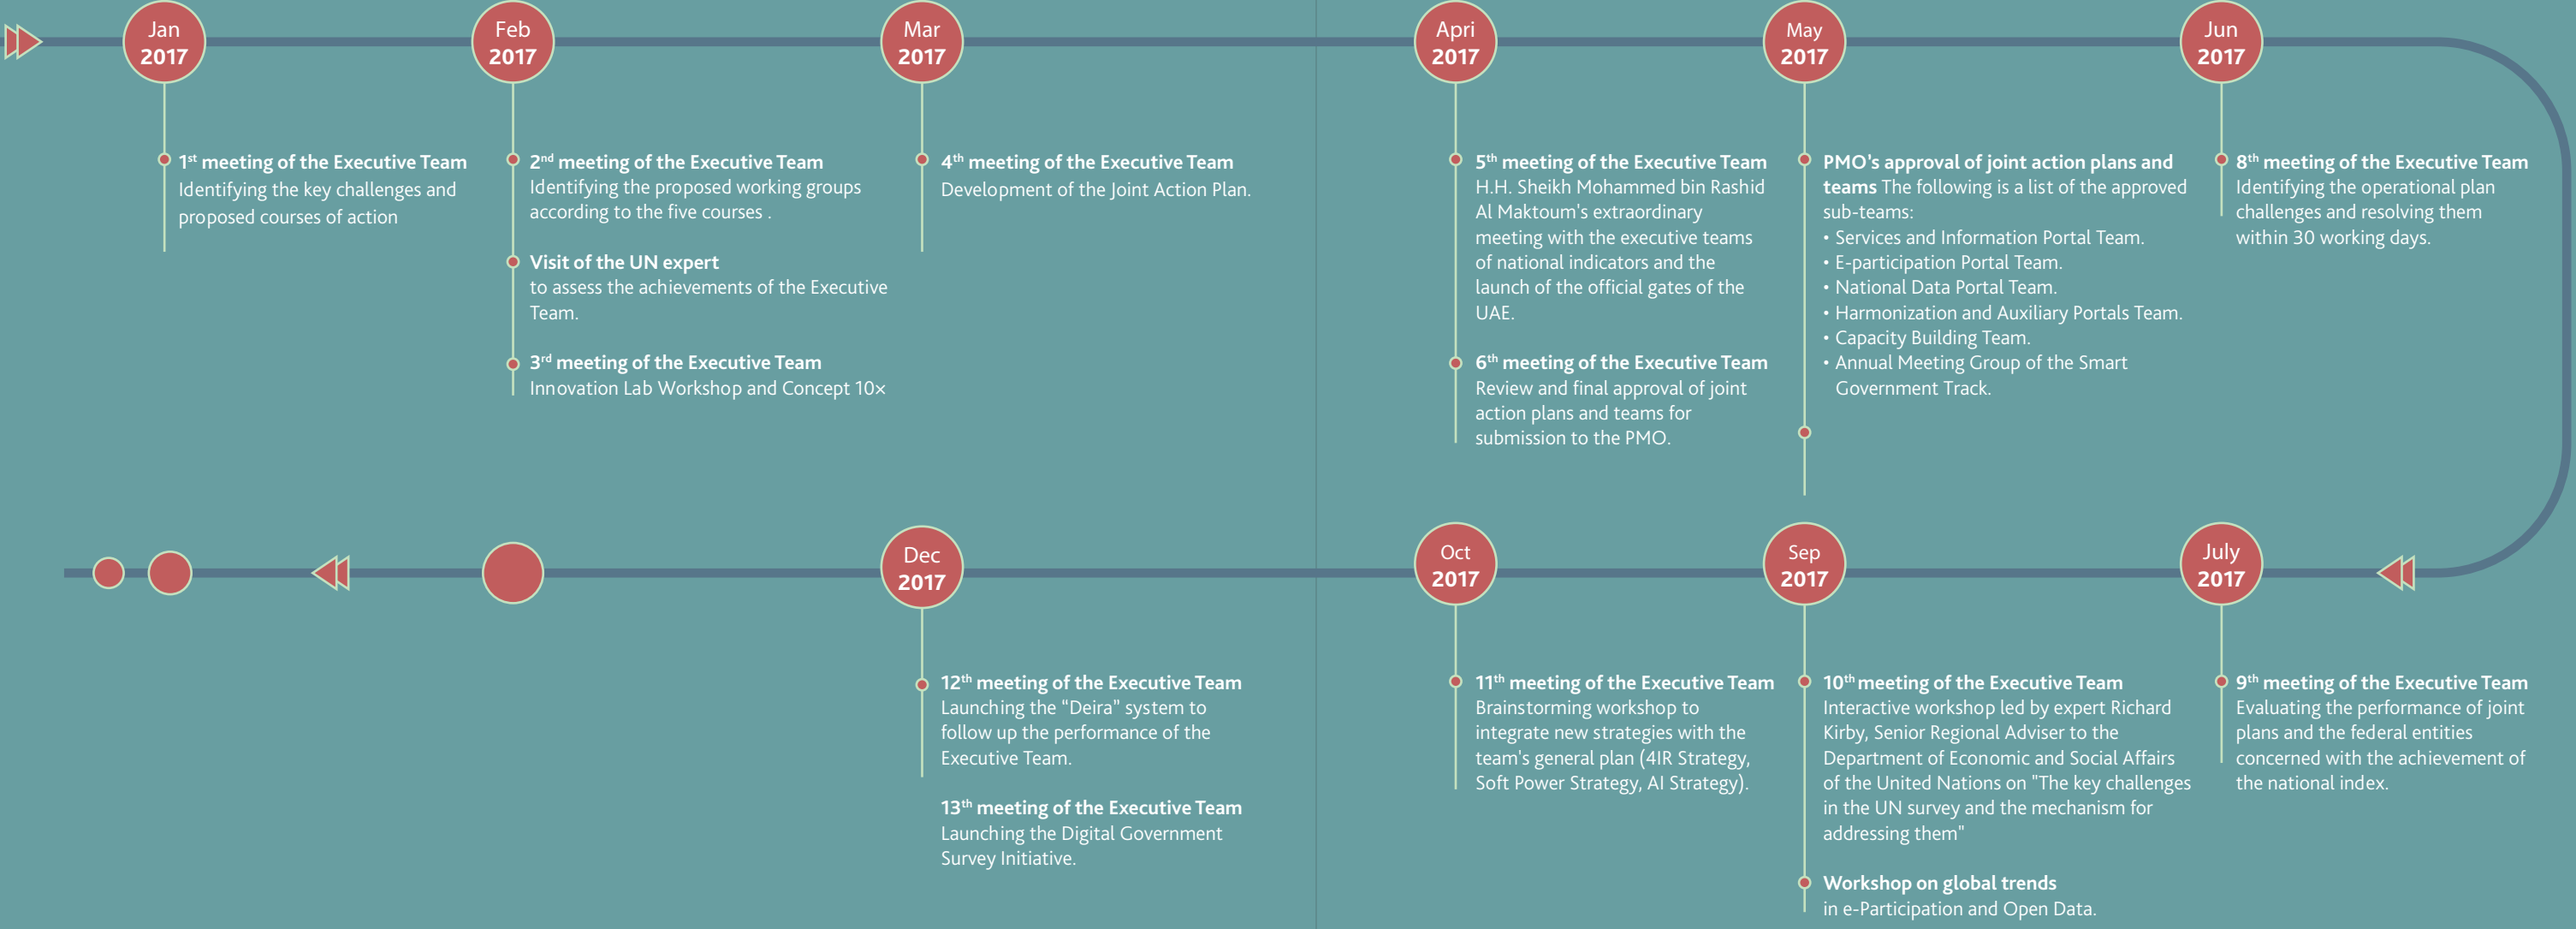 Jan
2017
1st meeting of the Executive Team
Identifying the key challenges and
proposed courses of action
Feb
2017
2nd meeting of the Executive Team
Identifying the proposed working groups
according to the five courses .
Visit of the UN expert
to assess the achievements of the Executive
Team.
3rd meeting of the Executive Team
Innovation Lab Workshop and Concept 10×
Mar
2017
4th meeting of the Executive Team
Development of the Joint Action Plan.
Apri
2017
5th meeting of the Executive Team
H.H. Sheikh Mohammed bin Rashid
Al Maktoum's extraordinary
meeting with the executive teams
of national indicators and the
launch of the official gates of the
UAE.
6th meeting of the Executive Team
Review and final approval of joint
action plans and teams for
submission to the PMO.
May
2017
PMO's approval of joint action plans and
teams The following is a list of the approved
sub-teams:
• Services and Information Portal Team.
• E-participation Portal Team.
• National Data Portal Team.
• Harmonization and Auxiliary Portals Team.
• Capacity Building Team.
• Annual Meeting Group of the Smart
Government Track.
Jun
2017
8th meeting of the Executive Team
Identifying the operational plan
challenges and resolving them
within 30 working days.
July
2017
9th meeting of the Executive Team
Evaluating the performance of joint
plans and the federal entities
concerned with the achievement of
the national index.
Sep
2017
10th meeting of the Executive Team
Interactive workshop led by expert Richard
Kirby, Senior Regional Adviser to the
Department of Economic and Social Affairs
of the United Nations on "The key challenges
in the UN survey and the mechanism for
addressing them"
Workshop on global trends
in e-Participation and Open Data.
Oct
2017
11th meeting of the Executive Team
Brainstorming workshop to
integrate new strategies with the
team's general plan (4IR Strategy,
Soft Power Strategy, AI Strategy).
Dec
2017
12th meeting of the Executive Team
Launching the “Deira” system to
follow up the performance of the
Executive Team.
13th meeting of the Executive Team
Launching the Digital Government
Survey Initiative.